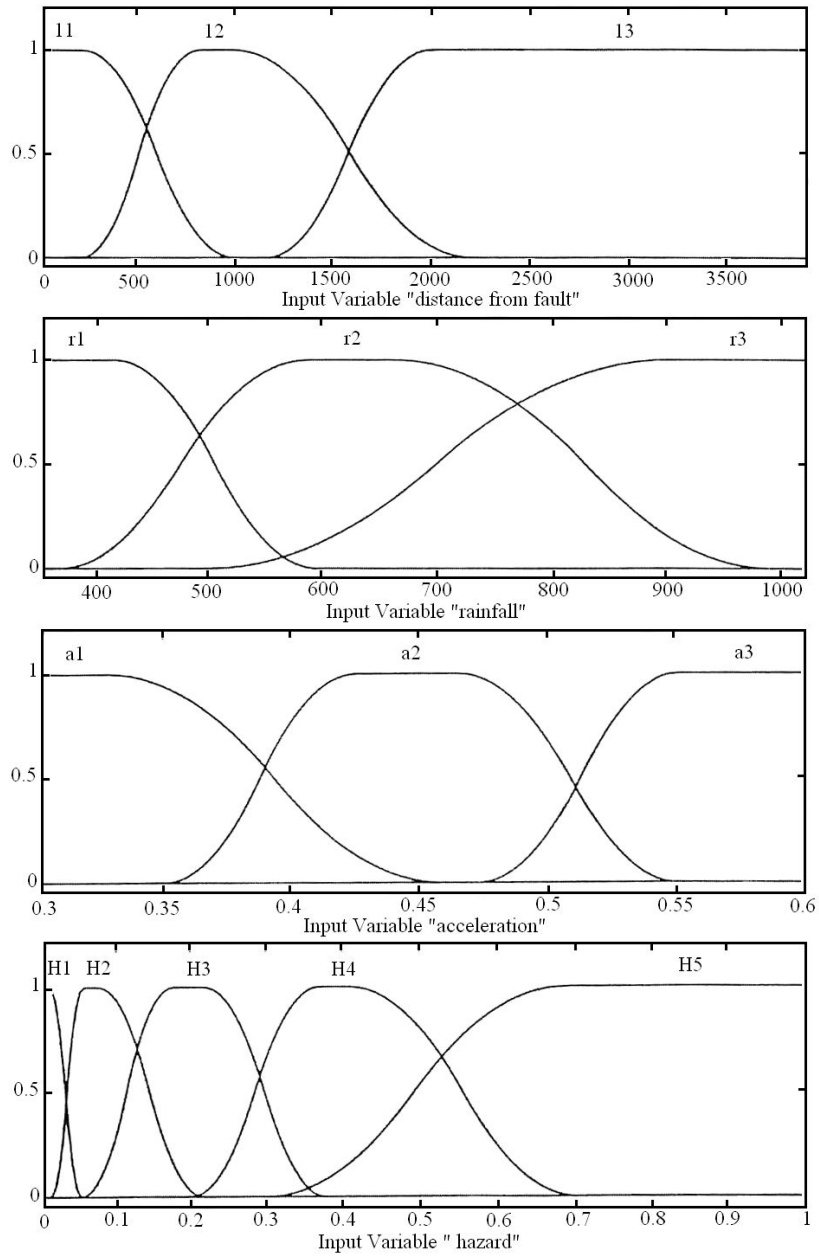 l1 l2 l3
1
0.5
0
0 500 1000 1500 2000 2500 3000 3500
Input Variable "distance from fault"
r1 r2 r3
1
0.5
0
400 500 600 700 800 900 1000
Input Variable "rainfall"
a1 a2 a3
1
0.5
0
0.3 0.35 0.4 0.45 0.5 0.55 0.6
Input Variable "acceleration"
H1 H2 H3 H4 H5
1
0.5
0
0 0.1 0.2 0.3 0.4 0.5 0.6 0.7 0.8 0.9 1
Input Variable " hazard"